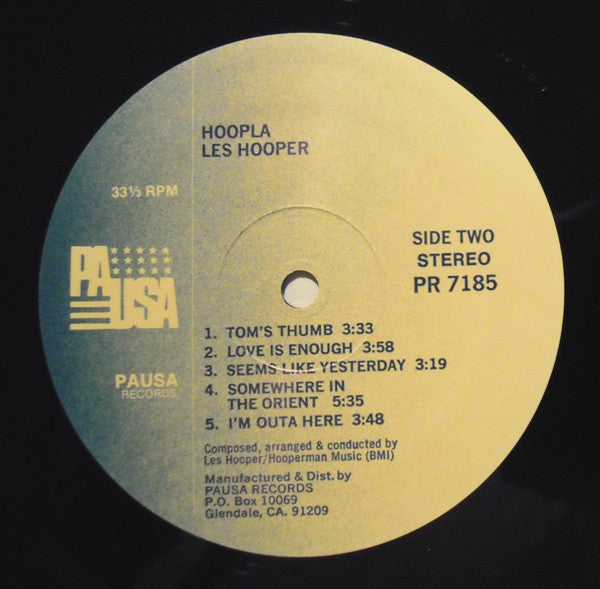 HOOPLA
LES HOOPER
33⅓ RPM
SIDE TWO
STEREO
PR 7185
PAUSA
PAUSA
RECORDS
1. TOM'S THUMB 3:33
2. LOVE IS ENOUGH 3:58
3. SEEMS LIKE YESTERDAY 3:19
4. SOMEWHERE IN
THE ORIENT 5:35
5. I'M OUTA HERE 3:48
Composed, arranged & conducted by
Les Hooper/Hooperman Music (BMI)
Manufactured & Dist. by
PAUSA RECORDS
P.O. Box 10069
Glendale, CA. 91209